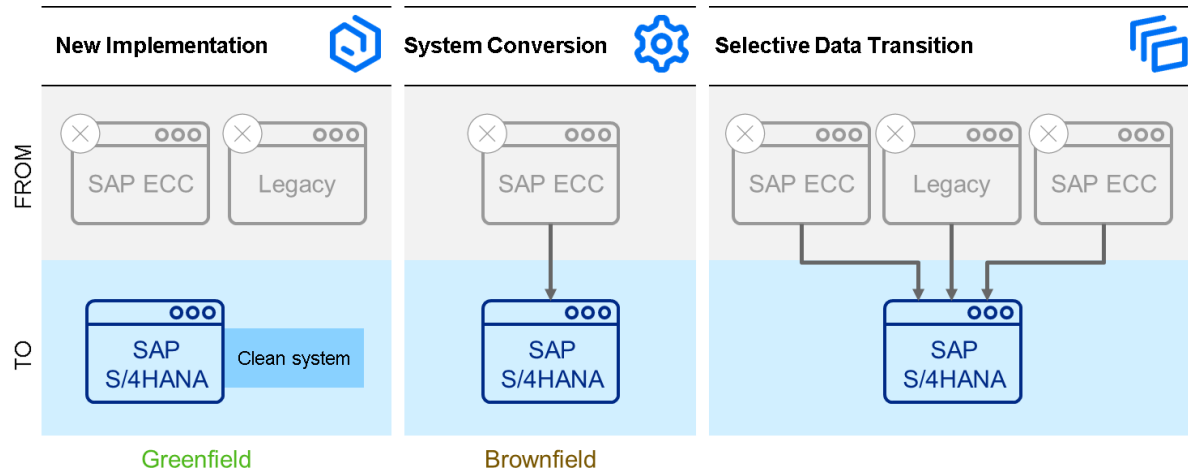 New Implementation
System Conversion
Selective Data Transition
FROM
SAP ECC
Legacy
SAP ECC
SAP ECC
Legacy
SAP ECC
TO
SAP
S/4HANA
Clean system
SAP
S/4HANA
SAP
S/4HANA
Greenfield
Brownfield